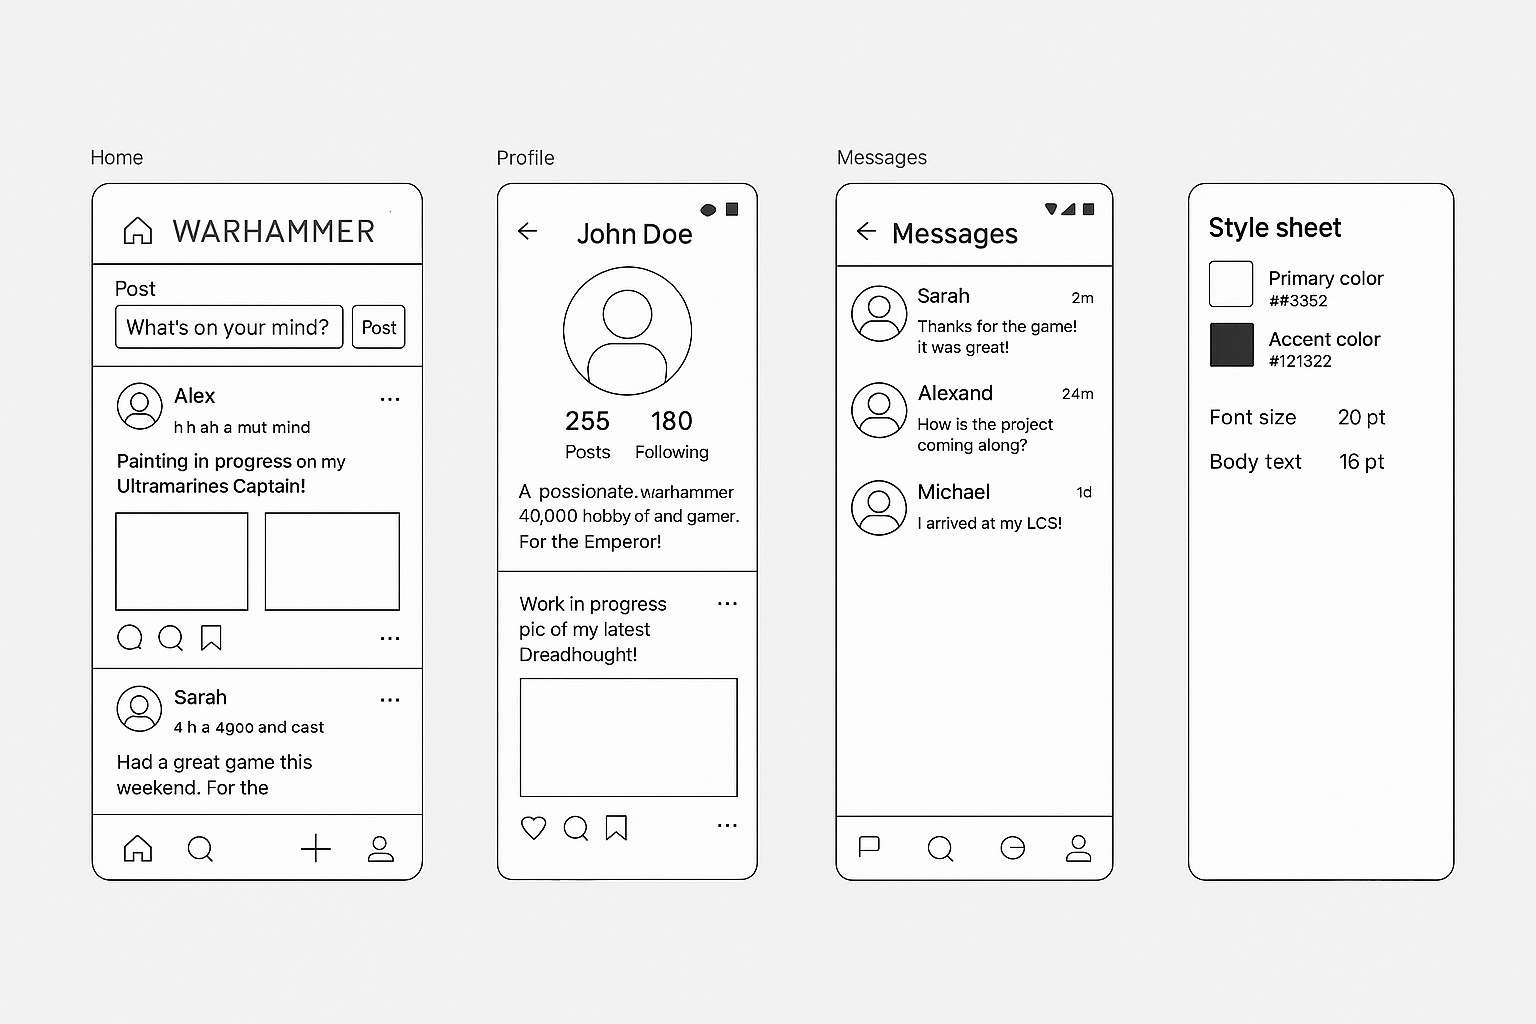 Home
WARHAMMER
Post
What's on your mind?
Post
Alex
h h ah a mut mind
Painting in progress on my
Ultramarines Captain!
Sarah
4 h a 4900 and cast
Had a great game this
weekend. For the
Profile
John Doe
255
180
Posts
Following
A possionate. warhammer
40,000 hobby of and gamer.
For the Emperor!
Work in progress
pic of my latest
Dreadhought!
Messages
Messages
Sarah
2m
Thanks for the game!
it was great!
Alexand
24m
How is the project
coming along?
Michael
1d
I arrived at my LCS!
Style sheet
Primary color
##3352
Accent color
#121322
Font size 20 pt
Body text 16 pt